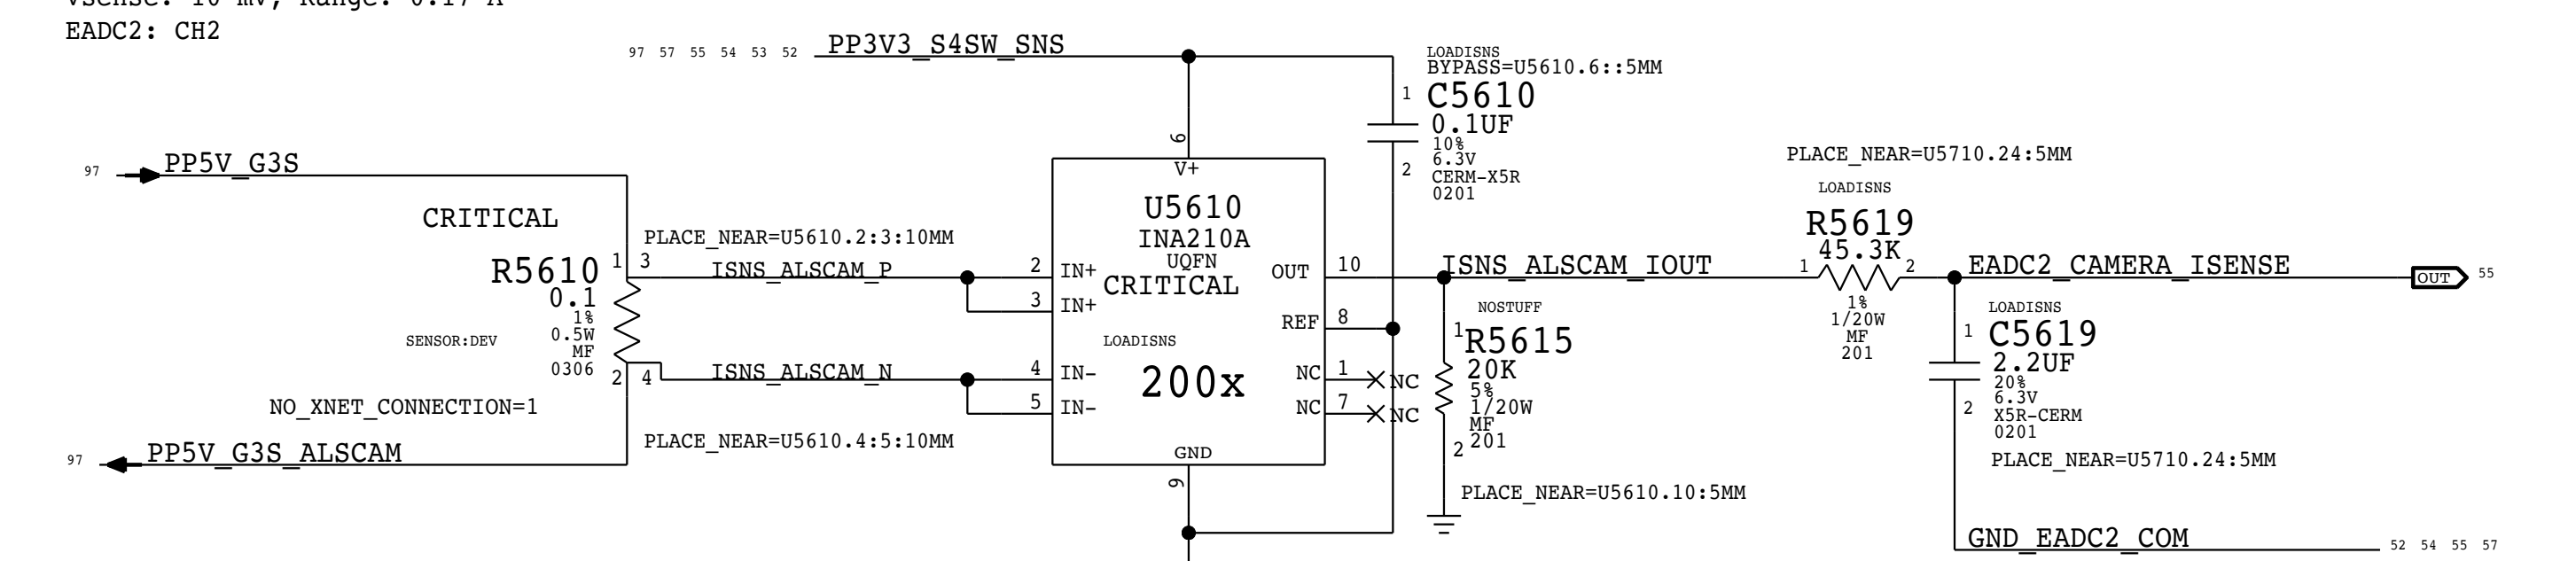 Vsense: 10 mV, Range: 0.17 A
EADC2: CH2
97 57 55 54 53 52 PP3V3_S4SW_SNS
LOADISNS
BYPASS=U5610.6::5MM
1 C5610
0.1UF
10%
6.3V
2 CERM-X5R
0201
6
V+
97 PP5V_G3S
CRITICAL
PLACE_NEAR=U5610.2:3:10MM
1 3
R5610
0.1
1%
0.5W
MF
0306
SENSOR:DEV
2 4
ISNS_ALSCAM_P
ISNS_ALSCAM_N
NO_XNET_CONNECTION=1
PLACE_NEAR=U5610.4:5:10MM
97 PP5V_G3S_ALSCAM
U5610
INA210A
UQFN
CRITICAL
LOADISNS
200x
2 IN+
3 IN+
4 IN-
5 IN-
OUT 10
REF 8
NC 1 NC
NC 7 NC
GND
9
ISNS_ALSCAM_IOUT
NOSTUFF
1 R5615
20K
5%
1/20W
MF
2 201
PLACE_NEAR=U5610.10:5MM
PLACE_NEAR=U5710.24:5MM
LOADISNS
R5619
45.3K
1 2
1%
1/20W
MF
201
EADC2_CAMERA_ISENSE
OUT 55
LOADISNS
1 C5619
2.2UF
20%
6.3V
2 X5R-CERM
0201
PLACE_NEAR=U5710.24:5MM
GND_EADC2_COM 52 54 55 57